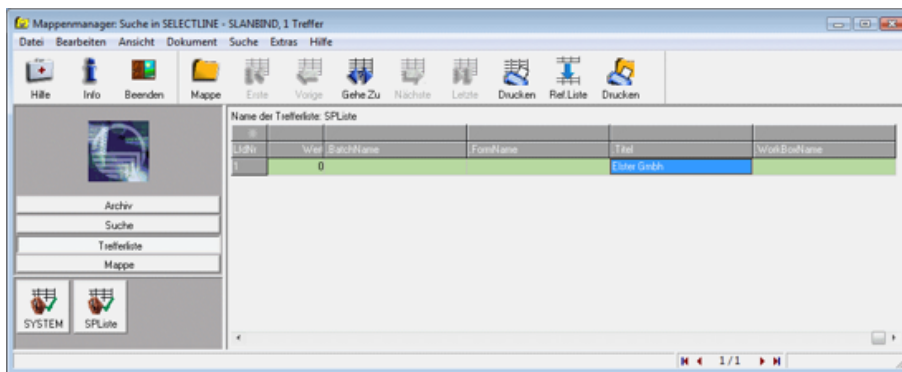 Mappenmanager: Suche in SELECTLINE - SLANBIND, 1 Treffer
Datei Bearbeiten Ansicht Dokument Suche Extras Hilfe
Hilfe Info Beenden Mappe Erste Vorige Gehe Zu Nächste Letzte Drucken Ref.Liste Drucken
Name der Trefferliste: SPListe
LfdNr Wert .BatchName .FormName .Titel .WorkBoxName
1 0 Elster Gmbh
Archiv
Suche
Trefferliste
Mappe
SYSTEM SPListe
1/1